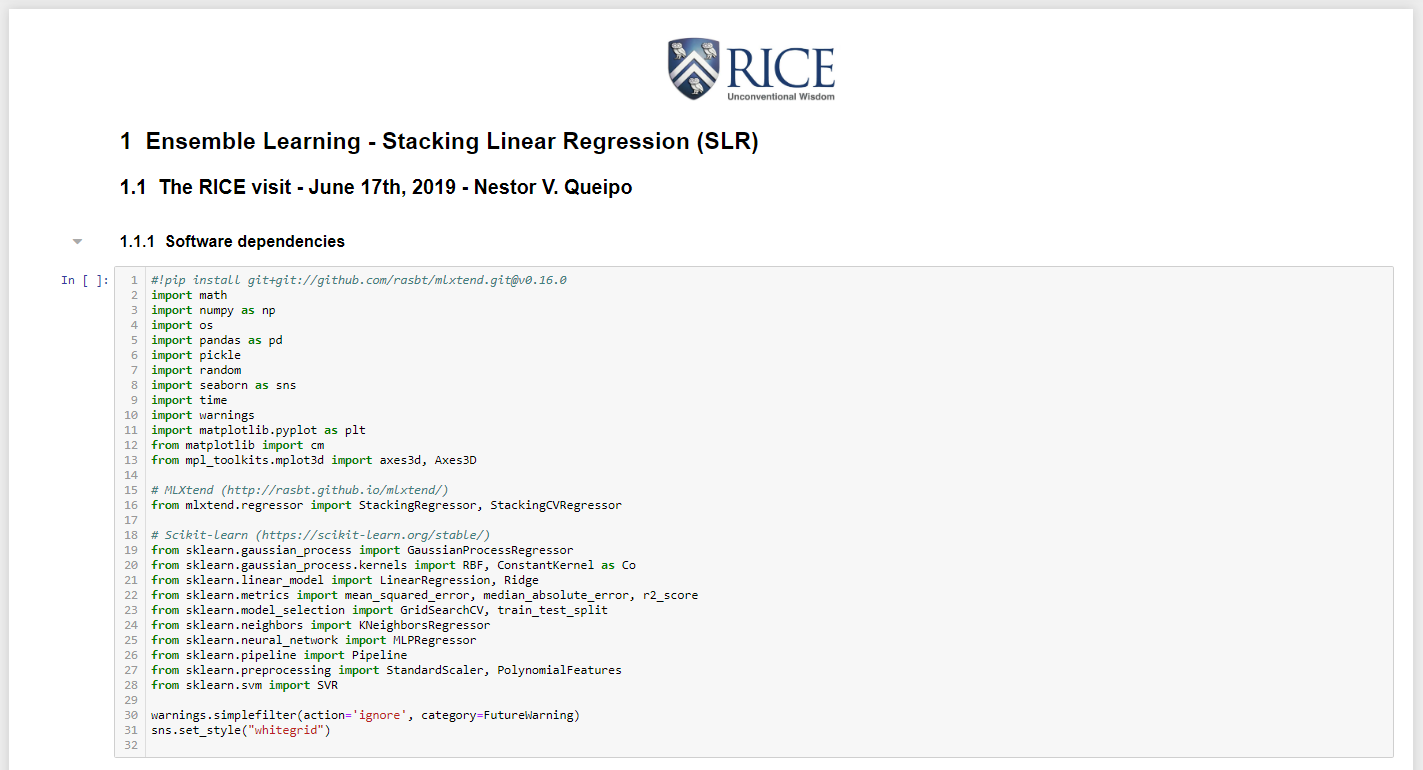 RICE
Unconventional Wisdom
1 Ensemble Learning - Stacking Linear Regression (SLR)
1.1 The RICE visit - June 17th, 2019 - Nestor V. Queipo
1.1.1 Software dependencies
In [ ]:
1 #!pip install git+git://github.com/rasbt/mlxtend.git@v0.16.0
2 import math
3 import numpy as np
4 import os
5 import pandas as pd
6 import pickle
7 import random
8 import seaborn as sns
9 import time
10 import warnings
11 import matplotlib.pyplot as plt
12 from matplotlib import cm
13 from mpl_toolkits.mplot3d import axes3d, Axes3D
14
15 # MLXtend (http://rasbt.github.io/mlxtend/)
16 from mlxtend.regressor import StackingRegressor, StackingCVRegressor
17
18 # Scikit-learn (https://scikit-learn.org/stable/)
19 from sklearn.gaussian_process import GaussianProcessRegressor
20 from sklearn.gaussian_process.kernels import RBF, ConstantKernel as Co
21 from sklearn.linear_model import LinearRegression, Ridge
22 from sklearn.metrics import mean_squared_error, median_absolute_error, r2_score
23 from sklearn.model_selection import GridSearchCV, train_test_split
24 from sklearn.neighbors import KNeighborsRegressor
25 from sklearn.neural_network import MLPRegressor
26 from sklearn.pipeline import Pipeline
27 from sklearn.preprocessing import StandardScaler, PolynomialFeatures
28 from sklearn.svm import SVR
29
30 warnings.simplefilter(action='ignore', category=FutureWarning)
31 sns.set_style("whitegrid")
32